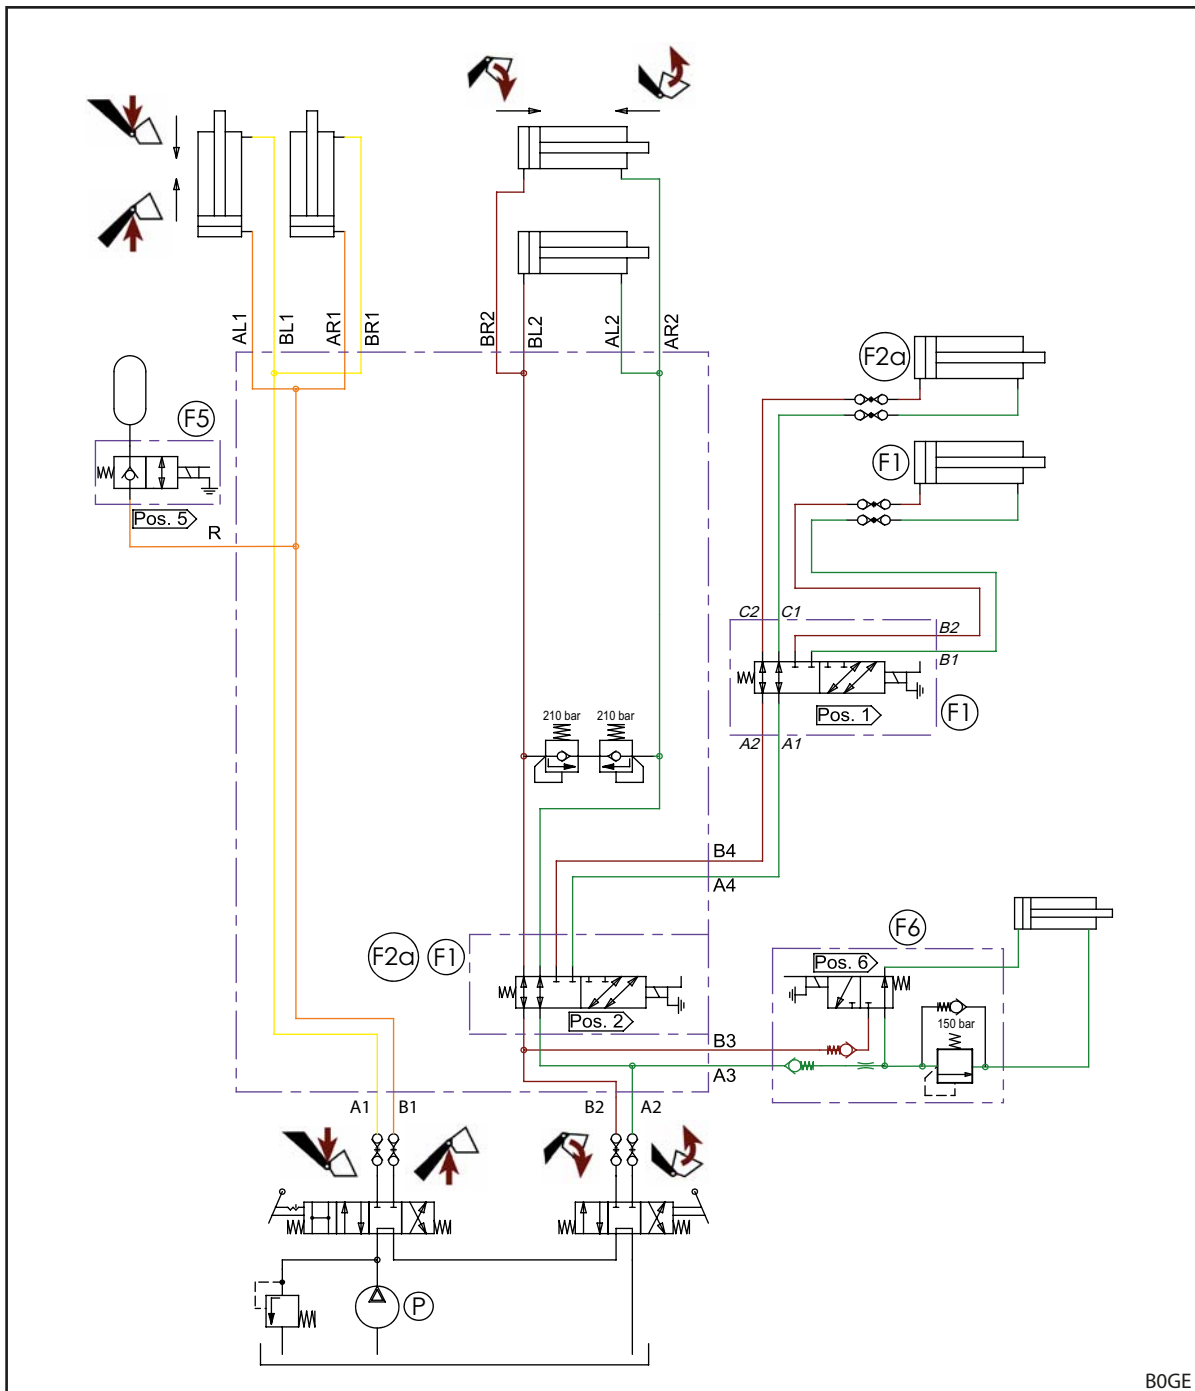 AL1
BL1
AR1
BR1
BR2
BL2
AL2
AR2
F2a
F5
F1
Pos. 5
R
C2
C1
B2
B1
210 bar
210 bar
Pos. 1
F1
A2
A1
B4
A4
F2a
F1
F6
Pos. 6
Pos. 2
150 bar
B3
A3
A1
B1
B2
A2
P
B0GE